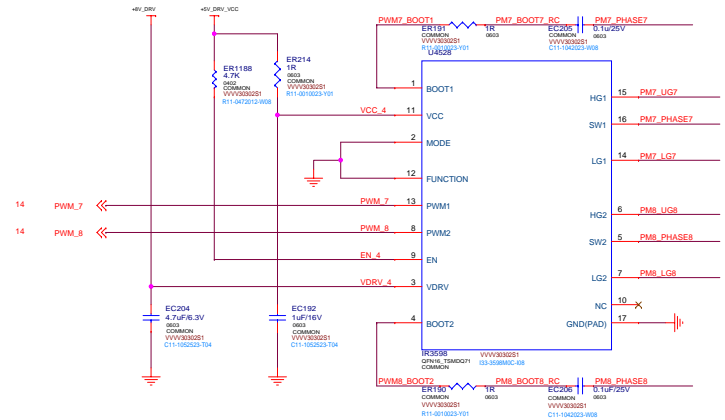 +8V_DRV
+5V_DRV_VCC
ER1188
4.7K
0402
COMMON
VVVV30302S1
R11-0472012-W08
ER214
1R
0603
COMMON
VVVV30302S1
R11-0010023-Y01
PWM7_BOOT1
PM7_BOOT7_RC
PM7_PHASE7
ER191
1R
COMMON
0603
VVVV30302S1
R11-0010023-Y01
EC205
0.1u/25V
COMMON
0603
VVVV30302S1
C11-1042023-W08
U4528
1
BOOT1
VCC_4
11
VCC
2
MODE
12
FUNCTION
14
PWM_7
PWM_7
13
PWM1
14
PWM_8
PWM_8
8
PWM2
EN_4
9
EN
VDRV_4
3
VDRV
4
BOOT2
HG1
15
PM7_UG7
SW1
16
PM7_PHASE7
LG1
14
PM7_LG7
HG2
6
PM8_UG8
SW2
5
PM8_PHASE8
LG2
7
PM8_LG8
NC
10
GND(PAD)
17
EC204
4.7uF/6.3V
0603
COMMON
VVVV30302S1
C11-1052523-T04
EC192
1uF/16V
0603
COMMON
VVVV30302S1
C11-1052523-T04
IR3598
QFN16_TSMDQ71
COMMON
VVVV30302S1
I33-3598M0C-I08
PWM8_BOOT2
PM8_BOOT8_RC
PM8_PHASE8
ER190
1R
COMMON
0603
VVVV30302S1
R11-0010023-Y01
EC206
0.1uF/25V
COMMON
0603
VVVV30302S1
C11-1042023-W08